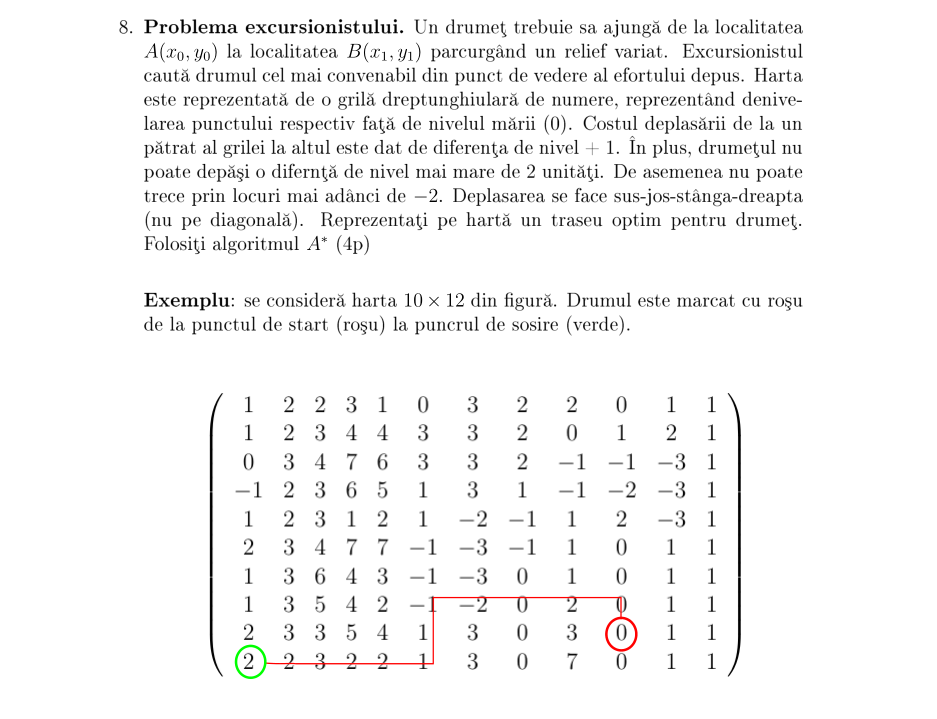 8. Problema excursionistului. Un drumeţ trebuie sa ajungă de la localitatea
A(x₀, y₀) la localitatea B(x₁, y₁) parcurgând un relief variat. Excursionistul
caută drumul cel mai convenabil din punct de vedere al efortului depus. Harta
este reprezentată de o grilă dreptunghiulară de numere, reprezentând denive-
larea punctului respectiv faţă de nivelul mării (0). Costul deplasării de la un
pătrat al grilei la altul este dat de diferenţa de nivel + 1. În plus, drumeţul nu
poate depăşi o difernţă de nivel mai mare de 2 unităţi. De asemenea nu poate
trece prin locuri mai adânci de −2. Deplasarea se face sus-jos-stânga-dreapta
(nu pe diagonală). Reprezentaţi pe hartă un traseu optim pentru drumeţ.
Folosiţi algoritmul A* (4p)
Exemplu: se consideră harta 10 × 12 din figură. Drumul este marcat cu roşu
de la punctul de start (roşu) la puncrul de sosire (verde).
1 2 2 3 1 0 3 2 2 0 1 1
1 2 3 4 4 3 3 2 0 1 2 1
0 3 4 7 6 3 3 2 −1 −1 −3 1
−1 2 3 6 5 1 3 1 −1 −2 −3 1
1 2 3 1 2 1 −2 −1 1 2 −3 1
2 3 4 7 7 −1 −3 −1 1 0 1 1
1 3 6 4 3 −1 −3 0 1 0 1 1
1 3 5 4 2 −1 −2 0 2 0 1 1
2 3 3 5 4 1 3 0 3 0 1 1
2 2 3 2 2 1 3 0 7 0 1 1